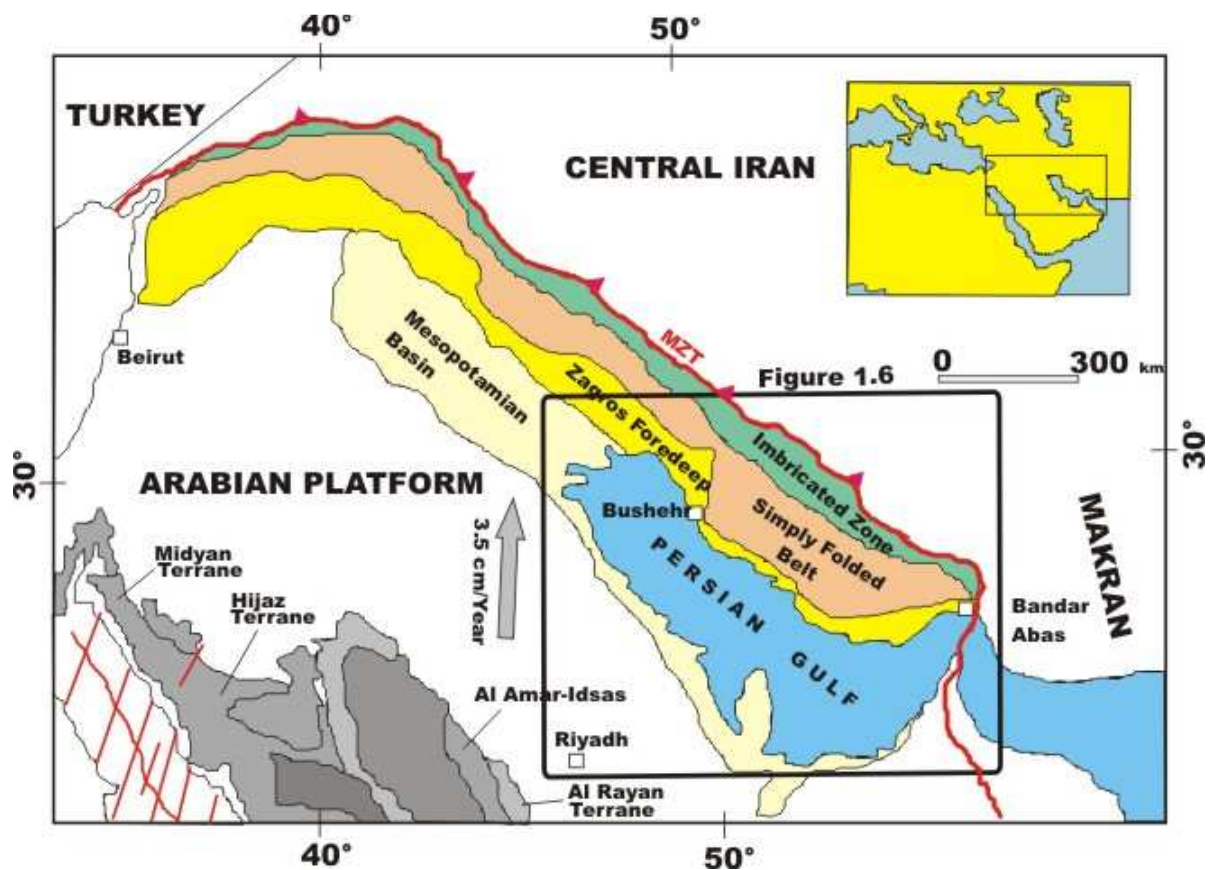 40°
50°
TURKEY
CENTRAL IRAN
Beirut
Mesopotamian
Basin
MZT
0
300 km
Figure 1.6
Zagros Foredeep
Imbricated Zone
30°
30°
ARABIAN PLATFORM
Bushehr
Simply Folded
Belt
MAKRAN
3.5 cm/Year
PERSIAN
GULF
Midyan
Terrane
Hijaz
Terrane
Bandar
Abas
Al Amar-Idsas
Riyadh
Al Rayan
Terrane
40°
50°